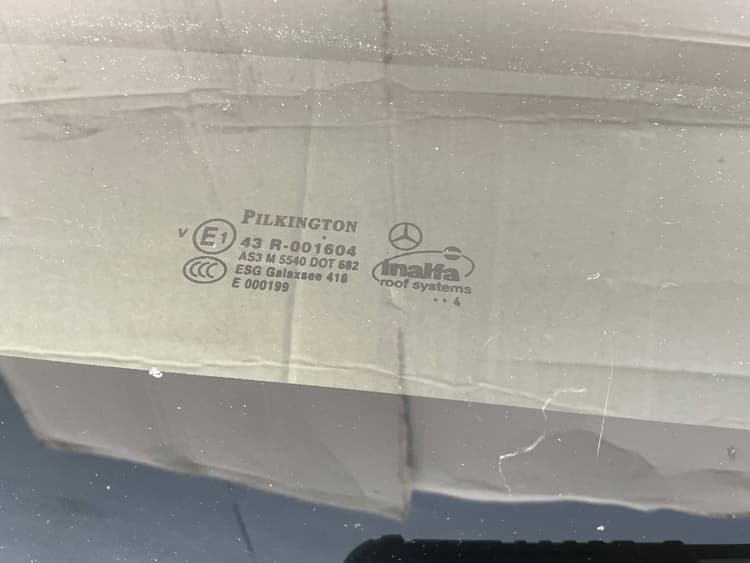 PILKINGTON
V E1 43 R-001604
AS3 M 5540 DOT 682
CCC ESG Galaxsee 418
E 000199
Inalfa
roof systems
•• 4